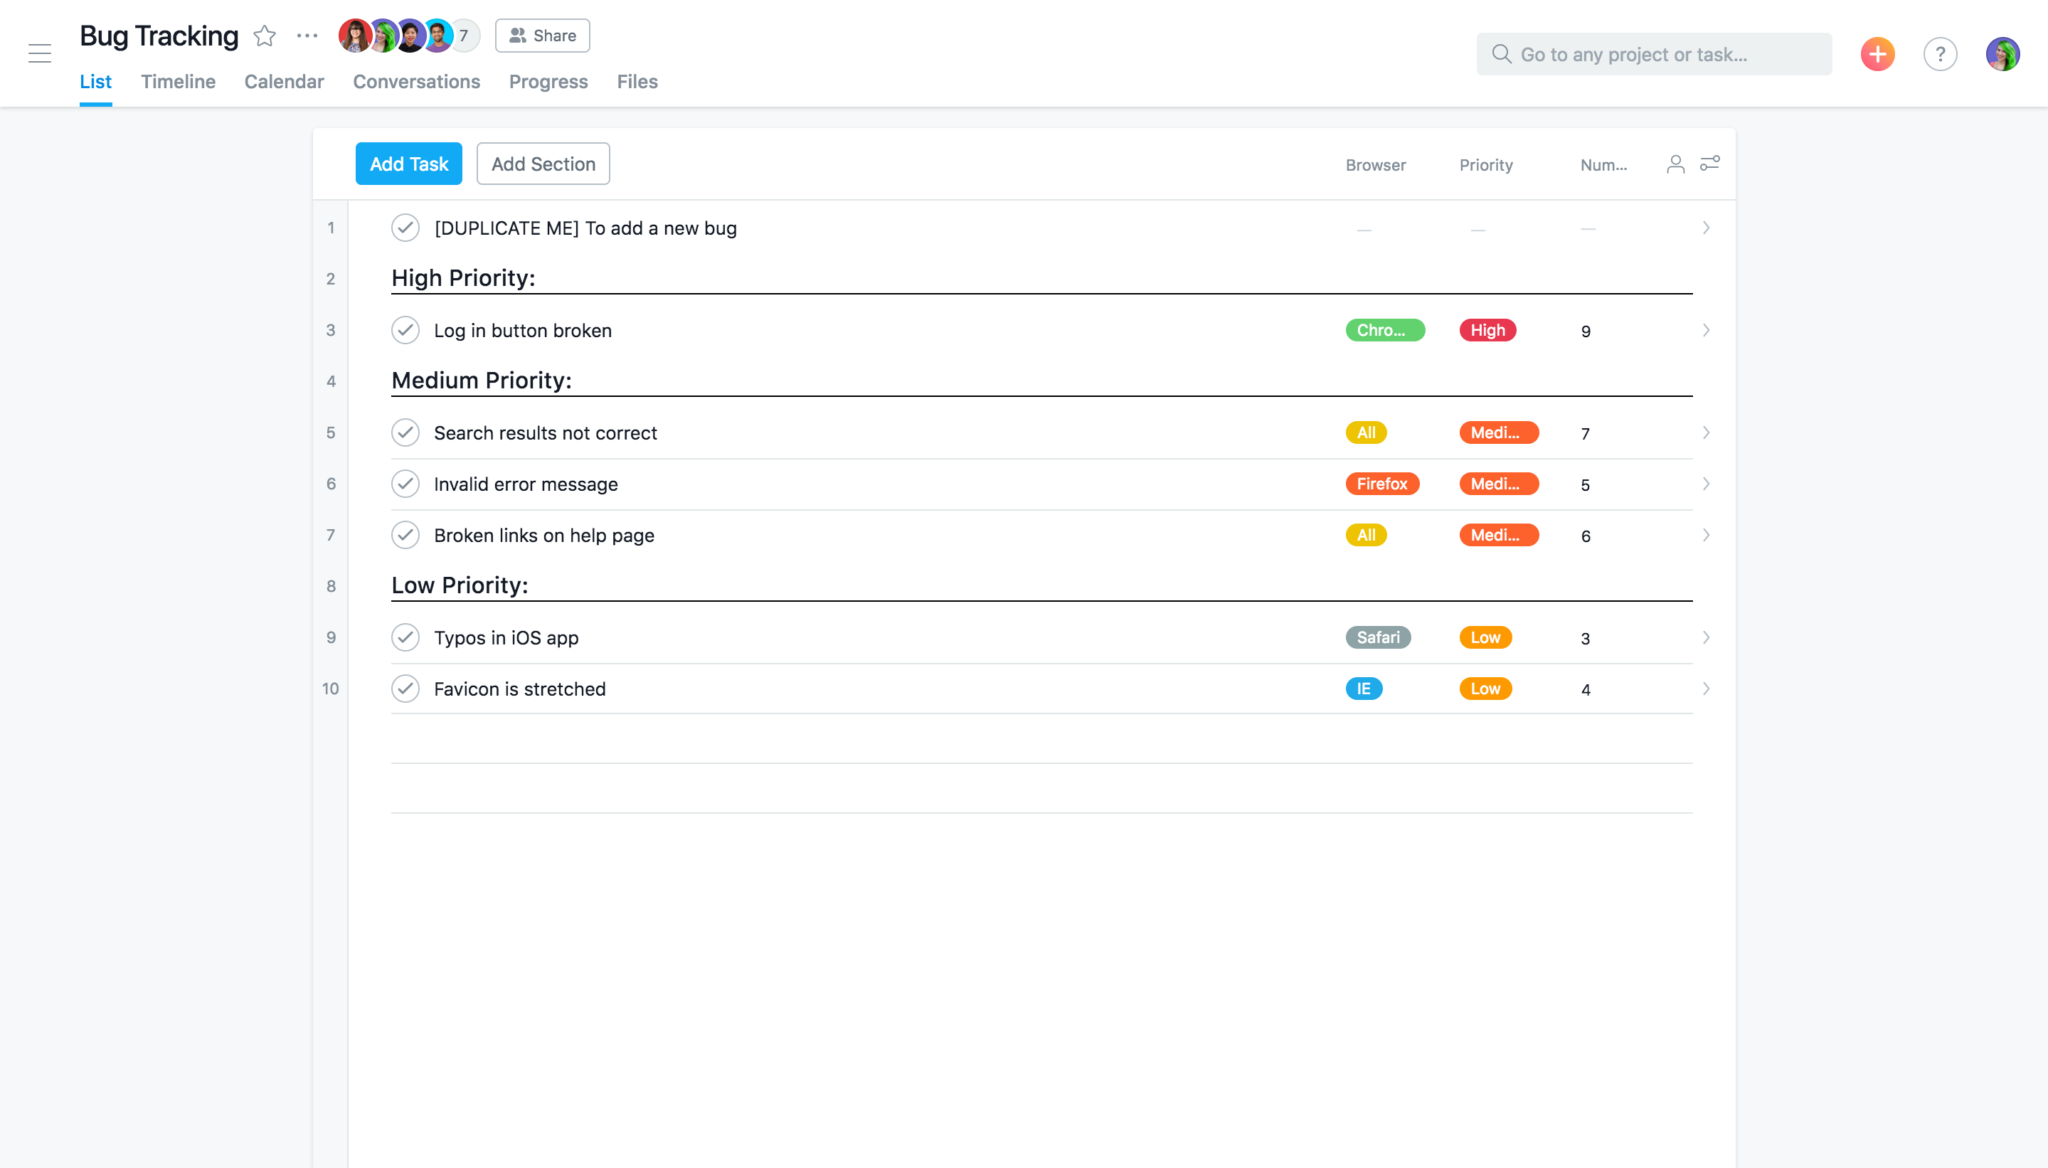 Bug Tracking
7
Share
List Timeline Calendar Conversations Progress Files
Go to any project or task...
+
?
Add Task Add Section Browser Priority Num...
1 [DUPLICATE ME] To add a new bug — — —
2 High Priority:
3 Log in button broken Chro... High 9
4 Medium Priority:
5 Search results not correct All Medi... 7
6 Invalid error message Firefox Medi... 5
7 Broken links on help page All Medi... 6
8 Low Priority:
9 Typos in iOS app Safari Low 3
10 Favicon is stretched IE Low 4